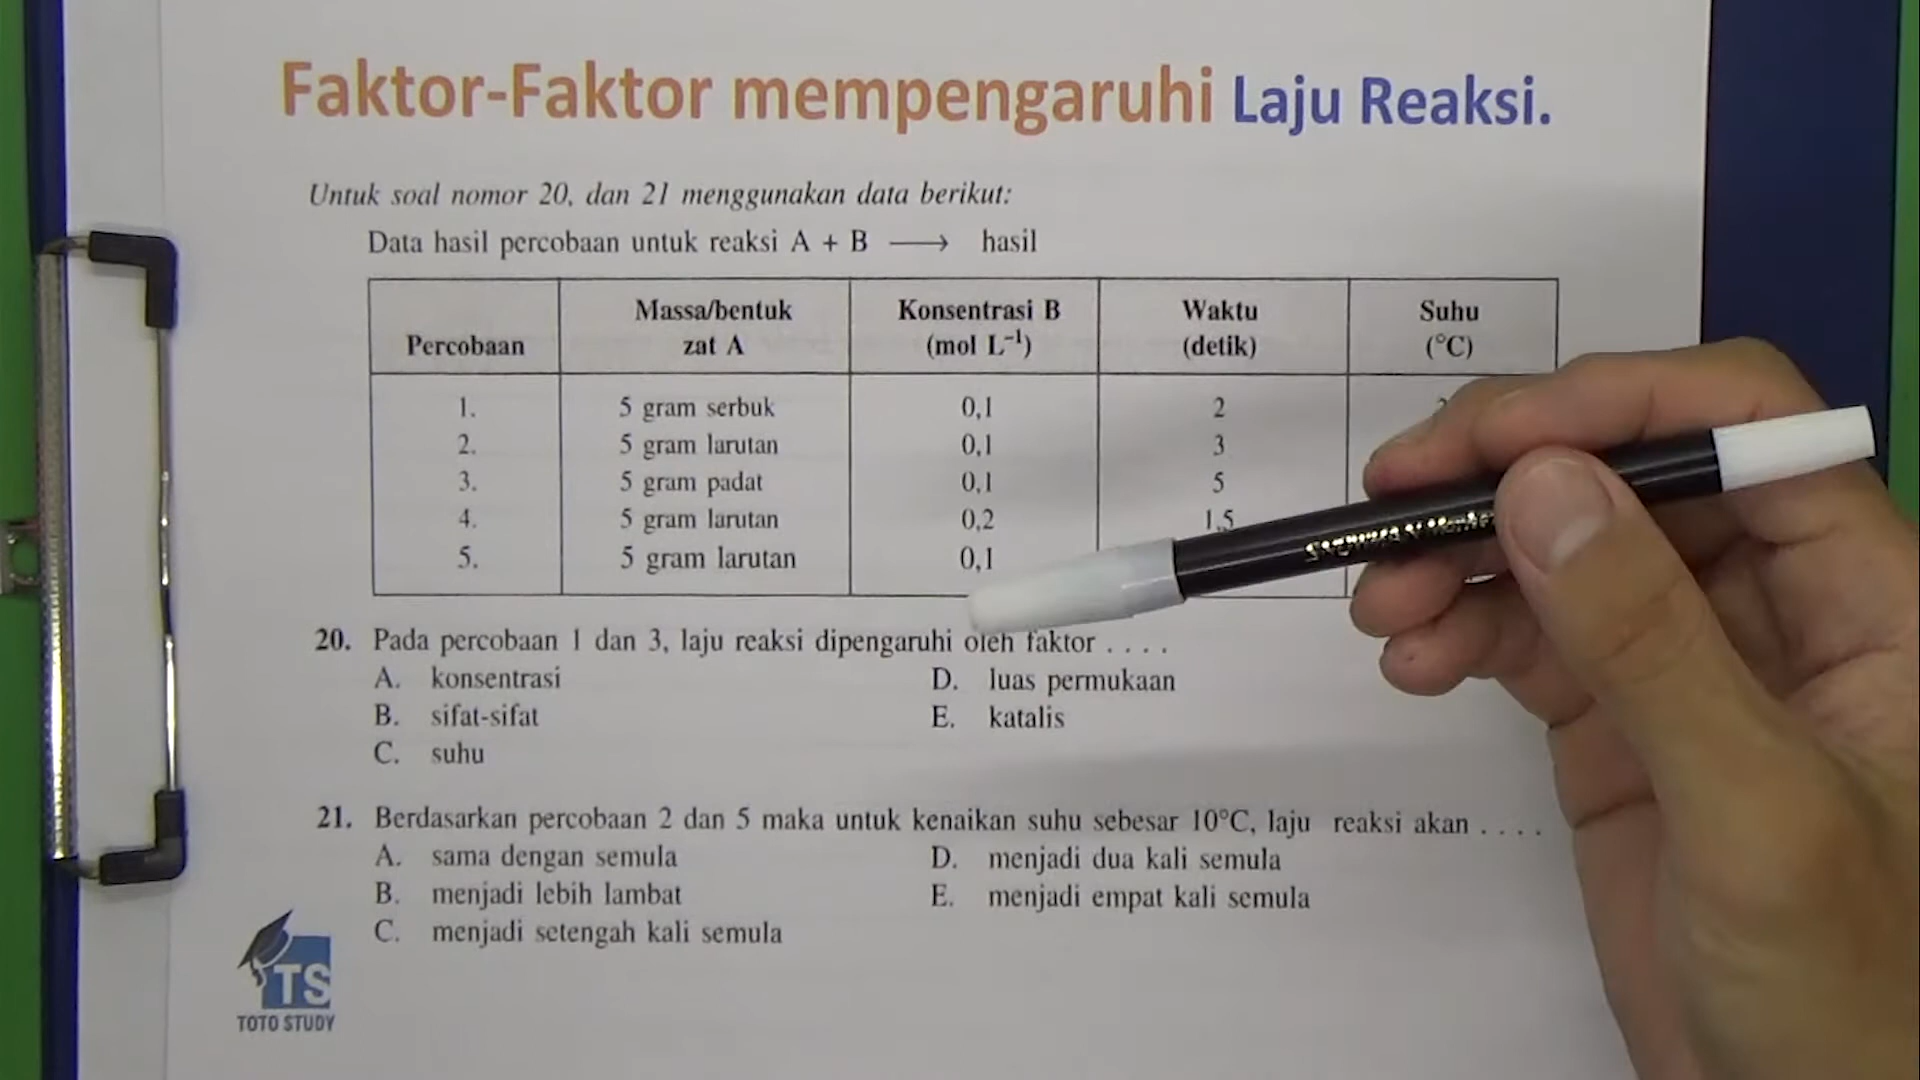 Faktor-Faktor mempengaruhi Laju Reaksi.
Untuk soal nomor 20, dan 21 menggunakan data berikut:
Data hasil percobaan untuk reaksi A + B ⟶ hasil
Percobaan Massa/bentuk zat A Konsentrasi B (mol L⁻¹) Waktu (detik) Suhu (°C)
1. 5 gram serbuk 0,1 2
2. 5 gram larutan 0,1 3
3. 5 gram padat 0,1 5
4. 5 gram larutan 0,2 1,5
5. 5 gram larutan 0,1
20. Pada percobaan 1 dan 3, laju reaksi dipengaruhi oleh faktor . . . .
A. konsentrasi
B. sifat-sifat
C. suhu
D. luas permukaan
E. katalis
21. Berdasarkan percobaan 2 dan 5 maka untuk kenaikan suhu sebesar 10°C, laju reaksi akan . . . .
A. sama dengan semula
B. menjadi lebih lambat
C. menjadi setengah kali semula
D. menjadi dua kali semula
E. menjadi empat kali semula
TS
TOTO STUDY